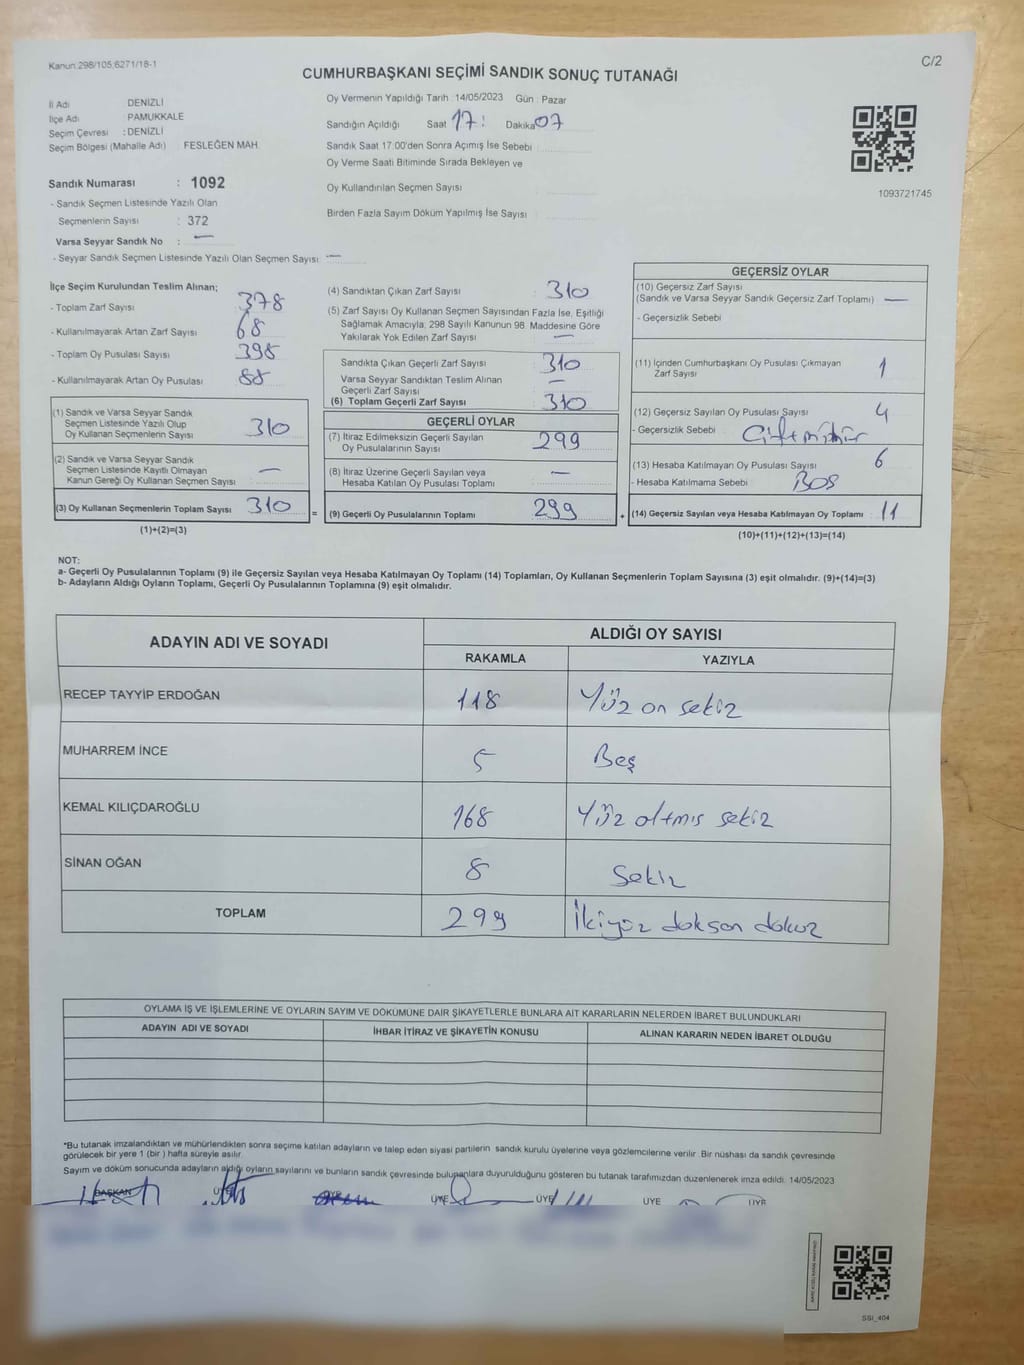 Kanun:298/105,6271/18-1
C/2
CUMHURBAŞKANI SEÇİMİ SANDIK SONUÇ TUTANAĞI
İl Adı DENİZLİ
İlçe Adı PAMUKKALE
Seçim Çevresi : DENİZLİ
Seçim Bölgesi (Mahalle Adı) FESLEĞEN MAH.
Sandık Numarası : 1092
- Sandık Seçmen Listesinde Yazılı Olan
Seçmenlerin Sayısı : 372
Varsa Seyyar Sandık No : —
- Seyyar Sandık Seçmen Listesinde Yazılı Olan Seçmen Sayısı: —
Oy Vermenin Yapıldığı Tarih :14/05/2023 Gün : Pazar
Sandığın Açıldığı Saat 17: Dakika 07
Sandık Saat 17.00'den Sonra Açımış İse Sebebi
Oy Verme Saati Bitiminde Sırada Bekleyen ve
Oy Kullandırılan Seçmen Sayısı
Birden Fazla Sayım Döküm Yapılmış İse Sayısı
1093721745
İlçe Seçim Kurulundan Teslim Alınan;
- Toplam Zarf Sayısı 378
- Kullanılmayarak Artan Zarf Sayısı 68
- Toplam Oy Pusulası Sayısı 398
- Kullanılmayarak Artan Oy Pusulası 88
(1) Sandık ve Varsa Seyyar Sandık
Seçmen Listesinde Yazılı Olup
Oy Kullanan Seçmenlerin Sayısı 310
(2) Sandık ve Varsa Seyyar Sandık
Seçmen Listesinde Kayıtlı Olmayan
Kanun Gereği Oy Kullanan Seçmen Sayısı —
(3) Oy Kullanan Seçmenlerin Toplam Sayısı 310
(1)+(2)=(3)
(4) Sandıktan Çıkan Zarf Sayısı 310
(5) Zarf Sayısı Oy Kullanan Seçmen Sayısından Fazla İse, Eşitliği
Sağlamak Amacıyla, 298 Sayılı Kanunun 98. Maddesine Göre
Yakılarak Yok Edilen Zarf Sayısı —
Sandıkta Çıkan Geçerli Zarf Sayısı 310
Varsa Seyyar Sandıktan Teslim Alınan
Geçerli Zarf Sayısı —
(6) Toplam Geçerli Zarf Sayısı 310
GEÇERLİ OYLAR
(7) İtiraz Edilmeksizin Geçerli Sayılan
Oy Pusulalarının Sayısı 299
(8) İtiraz Üzerine Geçerli Sayılan veya
Hesaba Katılan Oy Pusulası Toplamı —
= (9) Geçerli Oy Pusulalarının Toplamı 299
GEÇERSİZ OYLAR
(10) Geçersiz Zarf Sayısı
(Sandık ve Varsa Seyyar Sandık Geçersiz Zarf Toplamı) —
- Geçersizlik Sebebi
(11) İçinden Cumhurbaşkanı Oy Pusulası Çıkmayan
Zarf Sayısı 1
(12) Geçersiz Sayılan Oy Pusulası Sayısı 4
- Geçersizlik Sebebi Çift mühür
(13) Hesaba Katılmayan Oy Pusulası Sayısı 6
- Hesaba Katılmama Sebebi BOS
+ (14) Geçersiz Sayılan veya Hesaba Katılmayan Oy Toplamı 11
(10)+(11)+(12)+(13)=(14)
NOT:
a- Geçerli Oy Pusulalarının Toplamı (9) ile Geçersiz Sayılan veya Hesaba Katılmayan Oy Toplamı (14) Toplamları, Oy Kullanan Seçmenlerin Toplam Sayısına (3) eşit olmalıdır. (9)+(14)=(3)
b- Adayların Aldığı Oyların Toplamı, Geçerli Oy Pusulalarının Toplamına (9) eşit olmalıdır.
ADAYIN ADI VE SOYADI ALDIĞI OY SAYISI
RAKAMLA YAZIYLA
RECEP TAYYİP ERDOĞAN 118 Yüz on sekiz
MUHARREM İNCE 5 Beş
KEMAL KILIÇDAROĞLU 168 Yüz altmış sekiz
SİNAN OĞAN 8 Sekiz
TOPLAM 299 İkiyüz doksan dokuz
OYLAMA İŞ VE İŞLEMLERİNE VE OYLARIN SAYIM VE DÖKÜMÜNE DAİR ŞİKAYETLERLE BUNLARA AİT KARARLARIN NELERDEN İBARET BULUNDUKLARI
ADAYIN ADI VE SOYADI İHBAR İTİRAZ VE ŞİKAYETİN KONUSU ALINAN KARARIN NEDEN İBARET OLDUĞU
*Bu tutanak imzalandıktan ve mühürlendikten sonra seçime katılan adayların ve talep eden siyasi partilerin sandık kurulu üyelerine veya gözlemcilerine verilir. Bir nüshası da sandık çevresinde
görülecek bir yere 1 (bir ) hafta süreyle asılır.
Sayım ve döküm sonucunda adayların aldığı oyların sayılarını ve bunların sandık çevresinde bulunanlara duyurulduğunu gösteren bu tutanak tarafımızdan düzenlenerek imza edildi. 14/05/2023
BAŞKAN ÜYE ÜYE ÜYE ÜYE ÜYE
SSI_404